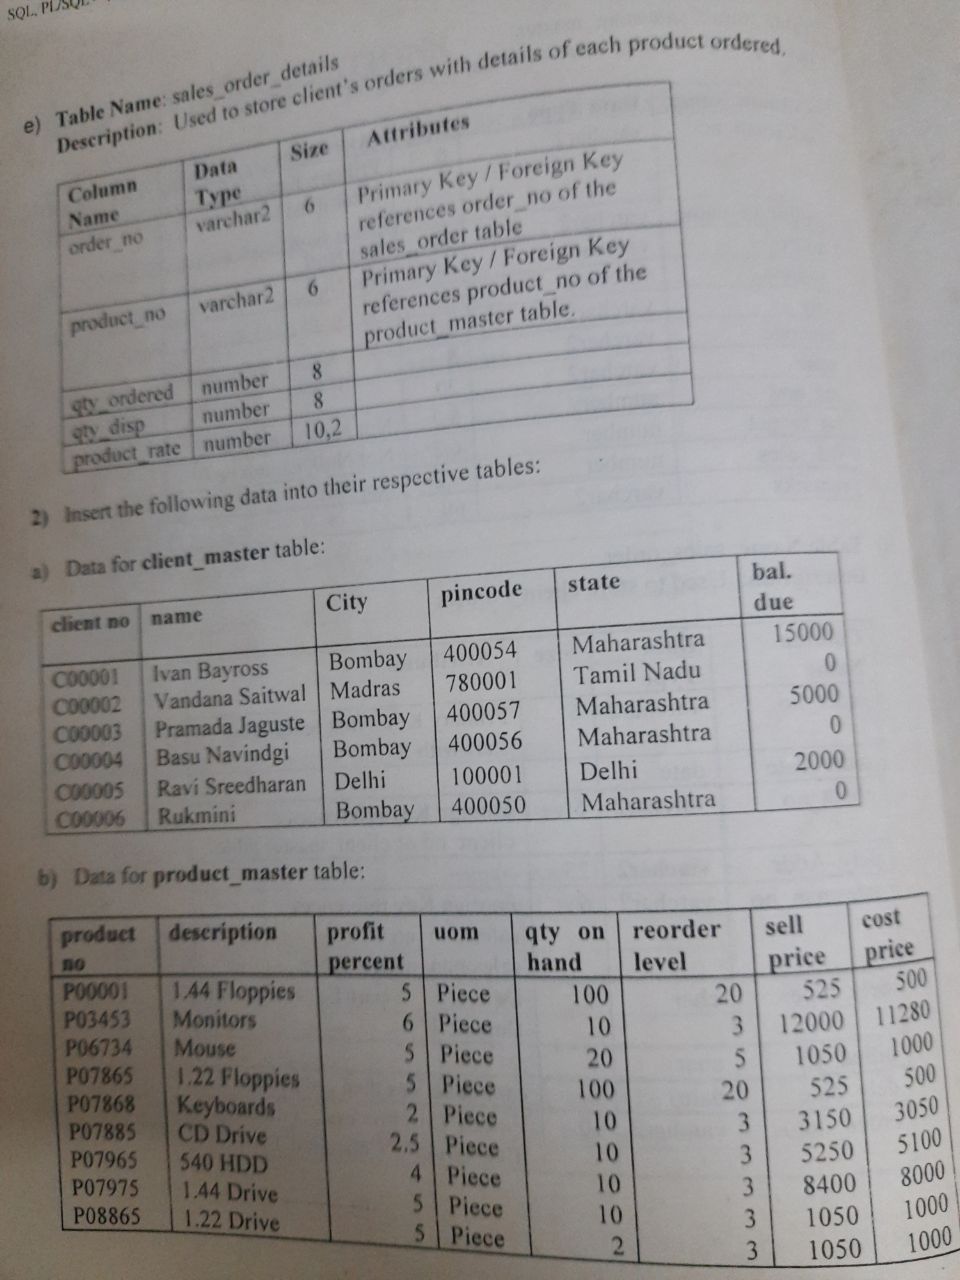 SQL, PL/SQL
e) Table Name: sales_order_details
Description: Used to store client's orders with details of each product ordered.
Column Name | Data Type | Size | Attributes
order_no | varchar2 | 6 | Primary Key / Foreign Key references order_no of the sales_order table
product_no | varchar2 | 6 | Primary Key / Foreign Key references product_no of the product_master table.
qty_ordered | number | 8
qty_disp | number | 8
product_rate | number | 10,2
2) Insert the following data into their respective tables:
a) Data for client_master table:
client no | name | City | pincode | state | bal. due
C00001 | Ivan Bayross | Bombay | 400054 | Maharashtra | 15000
C00002 | Vandana Saitwal | Madras | 780001 | Tamil Nadu | 0
C00003 | Pramada Jaguste | Bombay | 400057 | Maharashtra | 5000
C00004 | Basu Navindgi | Bombay | 400056 | Maharashtra | 0
C00005 | Ravi Sreedharan | Delhi | 100001 | Delhi | 2000
C00006 | Rukmini | Bombay | 400050 | Maharashtra | 0
b) Data for product_master table:
product no | description | profit percent | uom | qty on hand | reorder level | sell price | cost price
P00001 | 1.44 Floppies | 5 | Piece | 100 | 20 | 525 | 500
P03453 | Monitors | 6 | Piece | 10 | 3 | 12000 | 11280
P06734 | Mouse | 5 | Piece | 20 | 5 | 1050 | 1000
P07865 | 1.22 Floppies | 5 | Piece | 100 | 20 | 525 | 500
P07868 | Keyboards | 2 | Piece | 10 | 3 | 3150 | 3050
P07885 | CD Drive | 2.5 | Piece | 10 | 3 | 5250 | 5100
P07965 | 540 HDD | 4 | Piece | 10 | 3 | 8400 | 8000
P07975 | 1.44 Drive | 5 | Piece | 10 | 3 | 1050 | 1000
P08865 | 1.22 Drive | 5 | Piece | 2 | 3 | 1050 | 1000